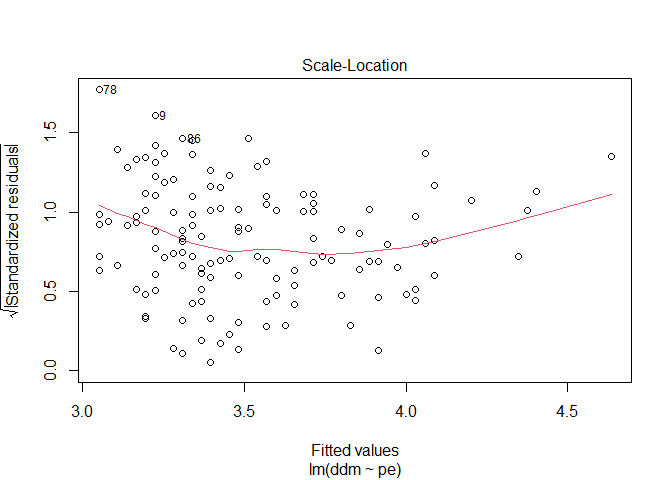 Scale-Location
√|Standardized residuals|
1.5
1.0
0.5
0.0
78
9
86
3.0 3.5 4.0 4.5
Fitted values
lm(ddm ~ pe)